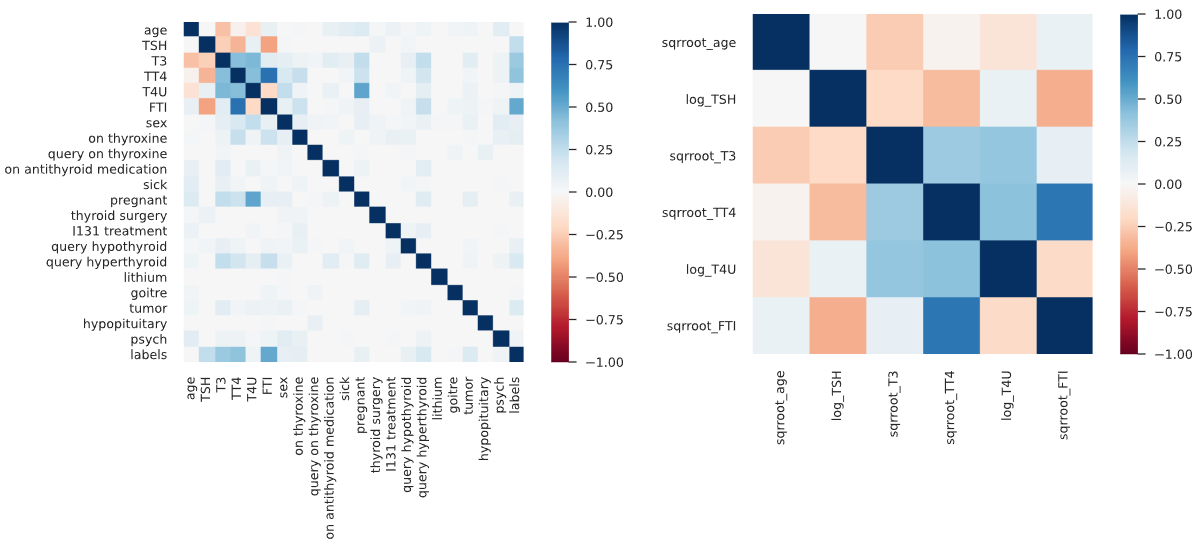 age
TSH
T3
TT4
T4U
FTI
sex
on thyroxine
query on thyroxine
on antithyroid medication
sick
pregnant
thyroid surgery
I131 treatment
query hypothyroid
query hyperthyroid
lithium
goitre
tumor
hypopituitary
psych
labels
age
TSH
T3
TT4
T4U
FTI
sex
on thyroxine
query on thyroxine
on antithyroid medication
sick
pregnant
thyroid surgery
I131 treatment
query hypothyroid
query hyperthyroid
lithium
goitre
tumor
hypopituitary
psych
labels
1.00
0.75
0.50
0.25
0.00
−0.25
−0.50
−0.75
−1.00
sqrroot_age
log_TSH
sqrroot_T3
sqrroot_TT4
log_T4U
sqrroot_FTI
sqrroot_age
log_TSH
sqrroot_T3
sqrroot_TT4
log_T4U
sqrroot_FTI
1.00
0.75
0.50
0.25
0.00
−0.25
−0.50
−0.75
−1.00